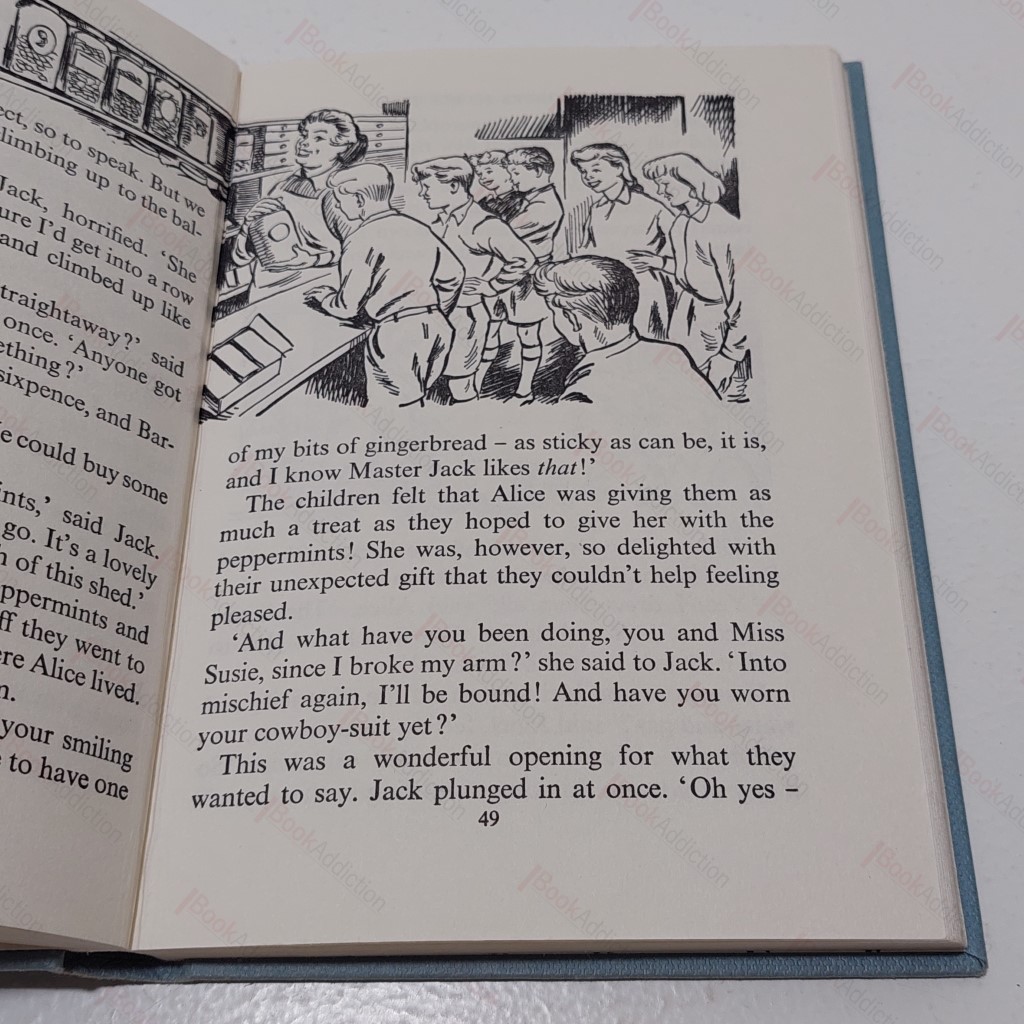 ect, so to speak. But we
limbing up to the bal-
Jack, horrified. ‘She
ure I’d get into a row
and climbed up like
traightaway?’ said
once. ‘Anyone got
ething?’
sixpence, and Bar-
e could buy some
ints,’ said Jack.
go. It’s a lovely
h of this shed.’
ppermints and
ff they went to
ere Alice lived.
n.
your smiling
to have one
of my bits of gingerbread – as sticky as can be, it is,
and I know Master Jack likes that!’
The children felt that Alice was giving them as
much a treat as they hoped to give her with the
peppermints! She was, however, so delighted with
their unexpected gift that they couldn’t help feeling
pleased.
‘And what have you been doing, you and Miss
Susie, since I broke my arm?’ she said to Jack. ‘Into
mischief again, I’ll be bound! And have you worn
your cowboy-suit yet?’
This was a wonderful opening for what they
wanted to say. Jack plunged in at once. ‘Oh yes –
49
BookAddiction